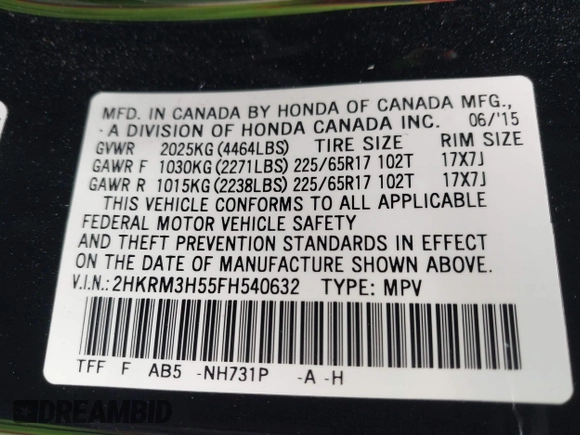 MFD. IN CANADA BY HONDA OF CANADA MFG.,
- A DIVISION OF HONDA CANADA INC. 06/'15
GVWR 2025KG (4464LBS) TIRE SIZE RIM SIZE
GAWR F 1030KG (2271LBS) 225/65R17 102T 17X7J
GAWR R 1015KG (2238LBS) 225/65R17 102T 17X7J
THIS VEHICLE CONFORMS TO ALL APPLICABLE
FEDERAL MOTOR VEHICLE SAFETY
AND THEFT PREVENTION STANDARDS IN EFFECT
ON THE DATE OF MANUFACTURE SHOWN ABOVE.
V.I.N.: 2HKRM3H55FH540632 TYPE: MPV
TFF F AB5 -NH731P -A -H
DREAMBID